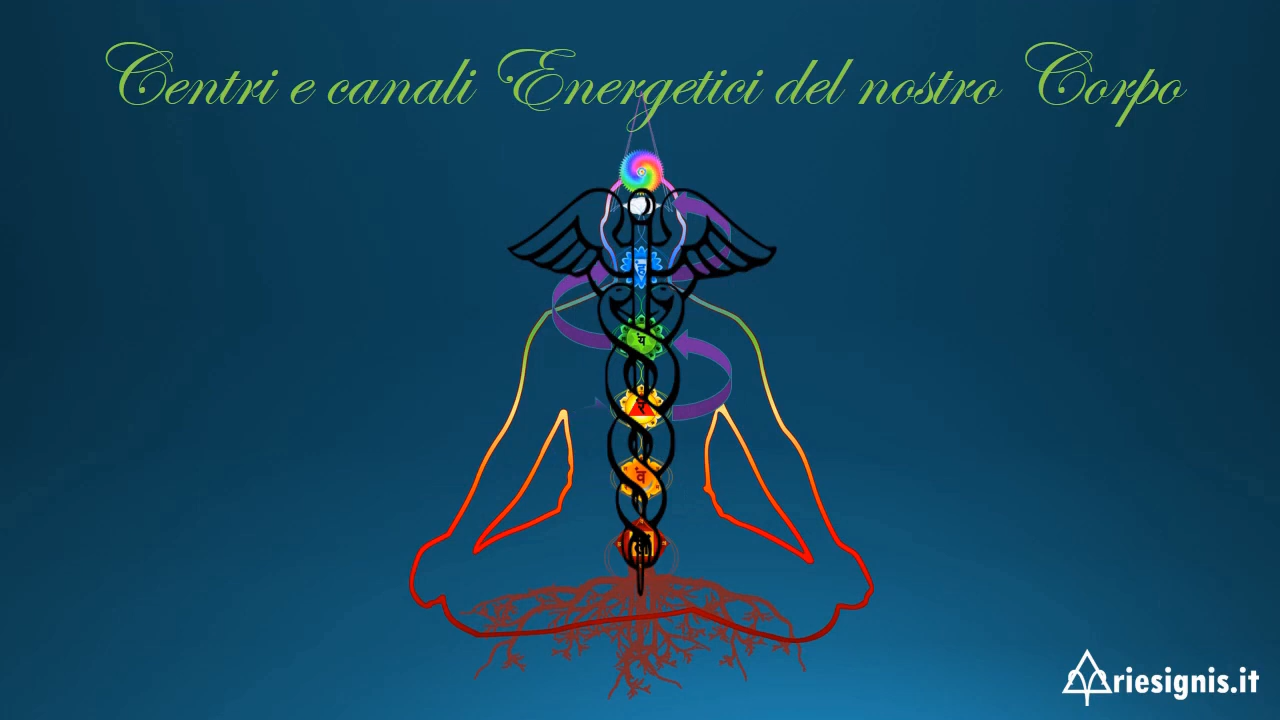 Centri e canali Energetici del nostro Corpo
य
र
व
riesignis.it